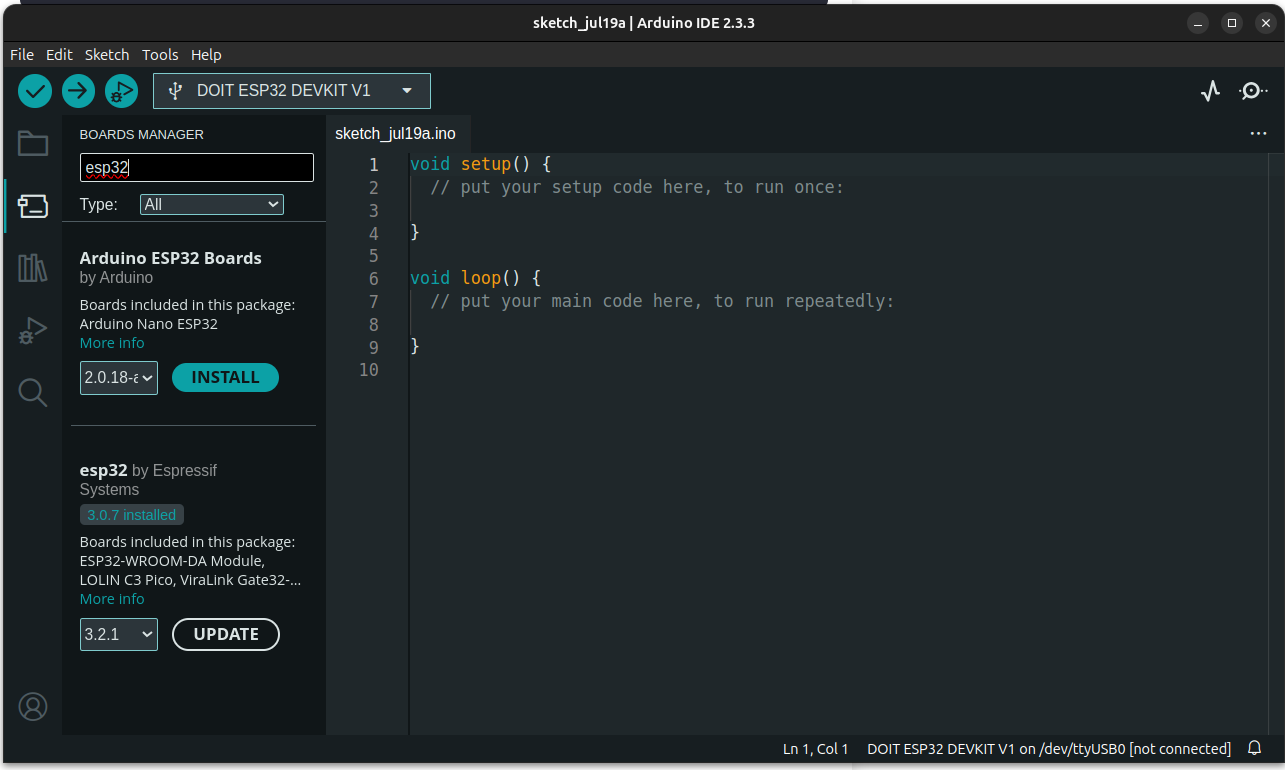 sketch_jul19a | Arduino IDE 2.3.3
File Edit Sketch Tools Help
DOIT ESP32 DEVKIT V1
BOARDS MANAGER
esp32
Type: All
Arduino ESP32 Boards
by Arduino
Boards included in this package:
Arduino Nano ESP32
More info
2.0.18-a INSTALL
esp32 by Espressif
Systems
3.0.7 installed
Boards included in this package:
ESP32-WROOM-DA Module,
LOLIN C3 Pico, ViraLink Gate32-...
More info
3.2.1 UPDATE
sketch_jul19a.ino
1 void setup() {
2 // put your setup code here, to run once:
3
4 }
5
6 void loop() {
7 // put your main code here, to run repeatedly:
8
9 }
10
Ln 1, Col 1 DOIT ESP32 DEVKIT V1 on /dev/ttyUSB0 [not connected]